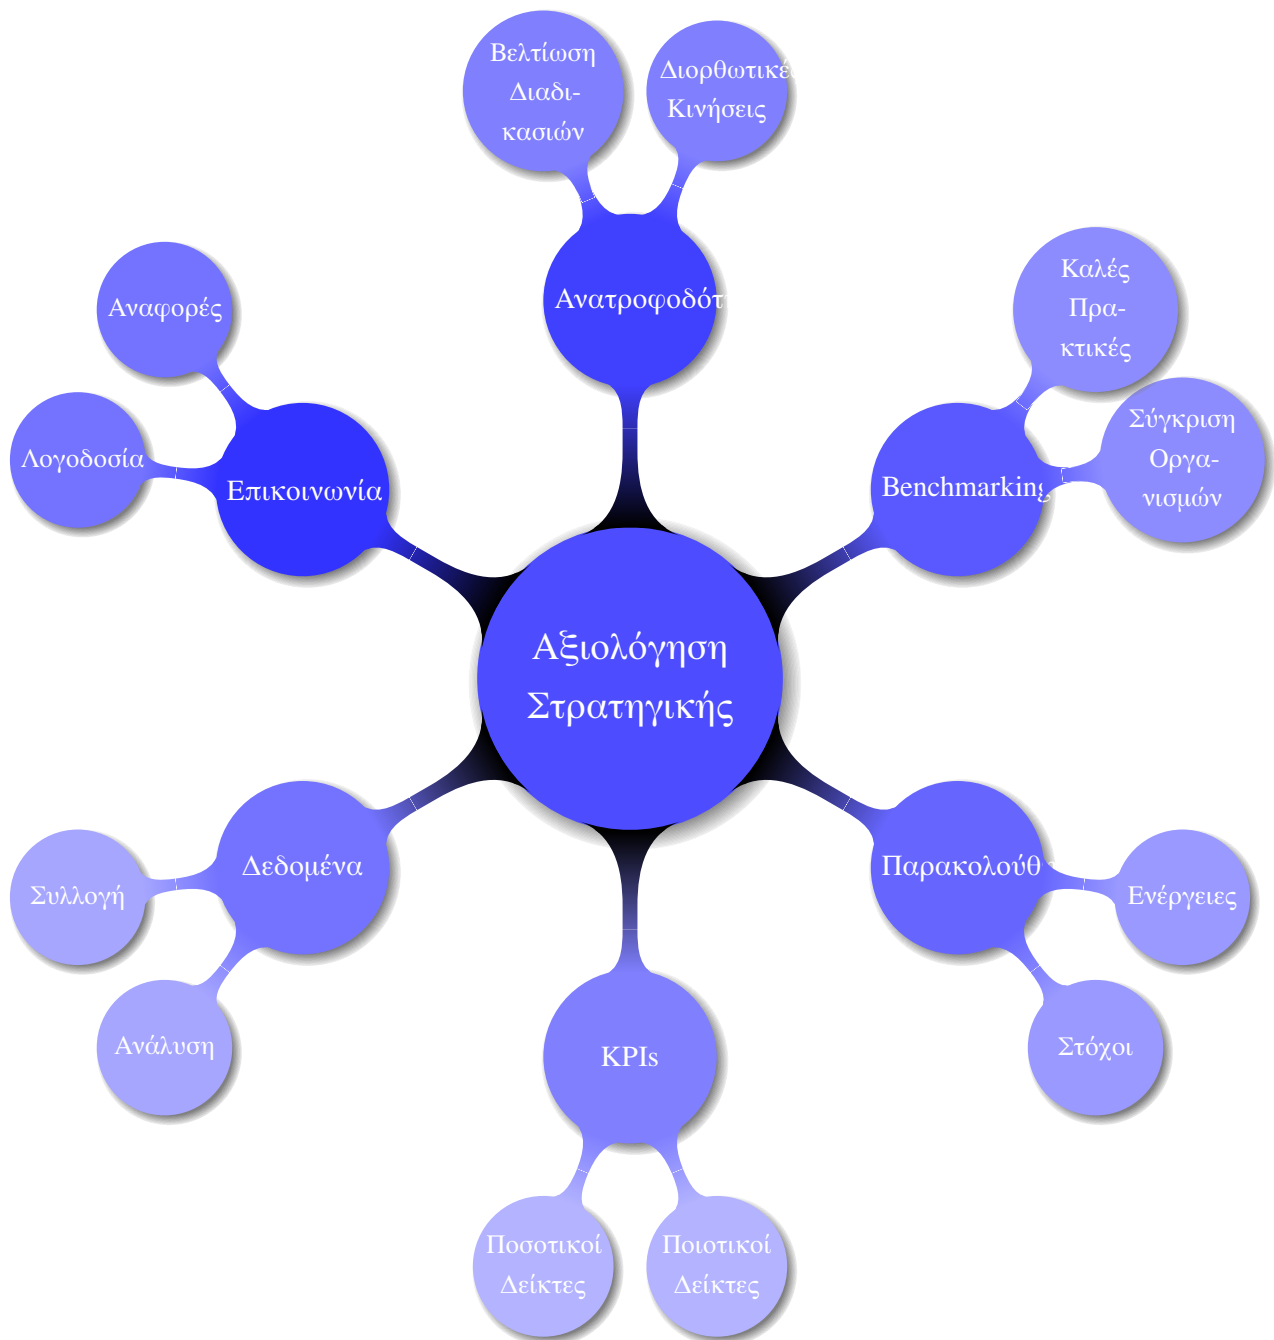 Βελτίωση
Διαδι-
κασιών
Διορθωτικές
Κινήσεις
Αναφορές
Λογοδοσία
Επικοινωνία
Ανατροφοδότ
Καλές
Πρα-
κτικές
Σύγκριση
Οργα-
νισμών
Benchmarking
Αξιολόγηση
Στρατηγικής
Δεδομένα
Συλλογή
Ανάλυση
Παρακολούθ
Ενέργειες
Στόχοι
KPIs
Ποσοτικοί
Δείκτες
Ποιοτικοί
Δείκτες